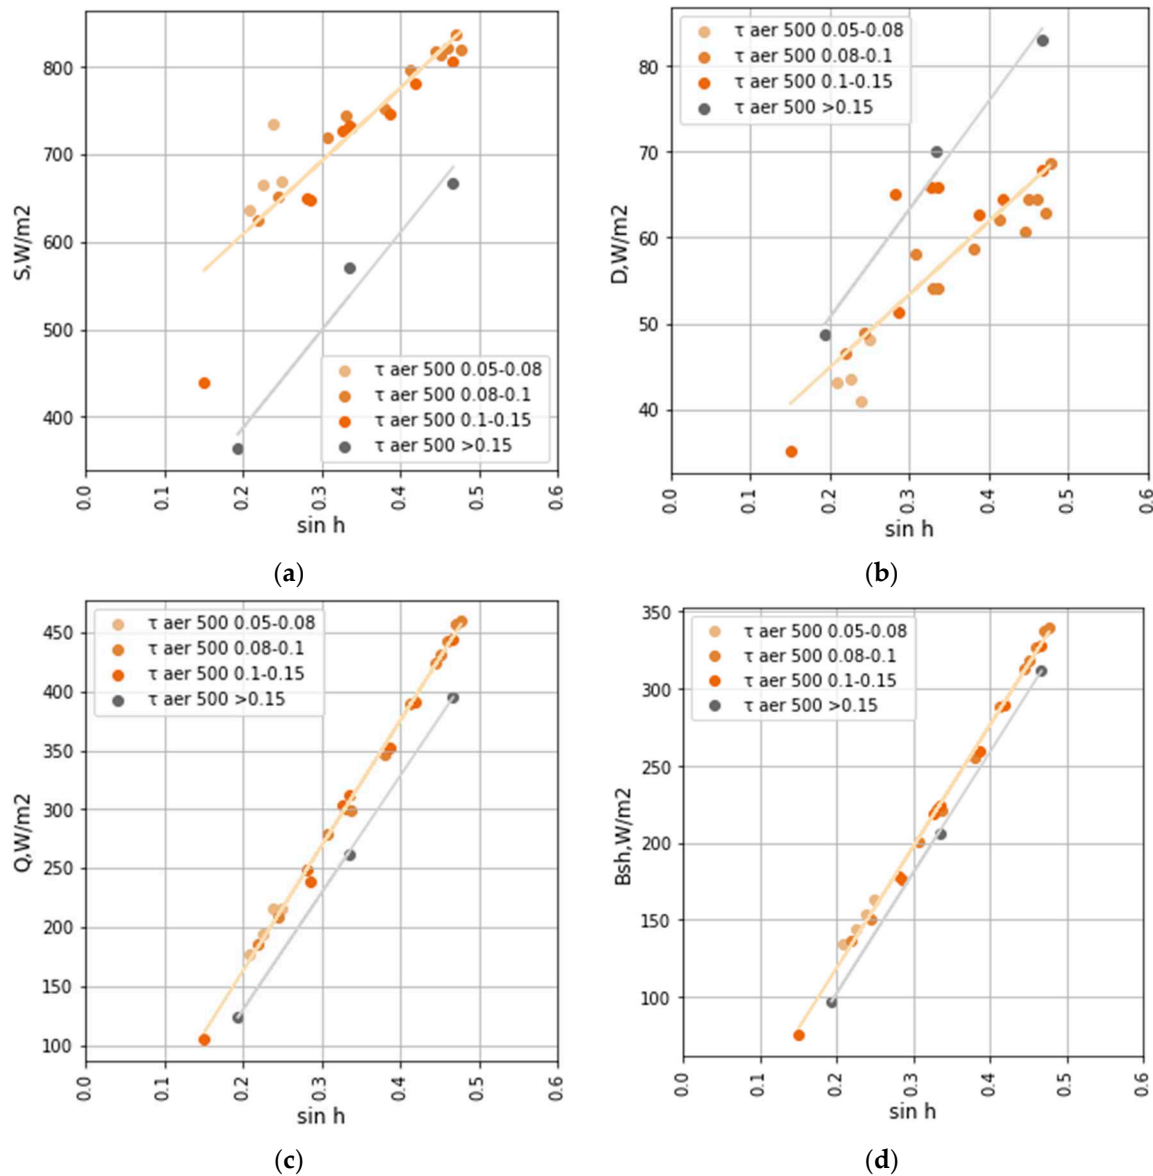 S,W/m2
800
700
600
500
400
τ aer 500 0.05-0.08
τ aer 500 0.08-0.1
τ aer 500 0.1-0.15
τ aer 500 >0.15
0.0
0.1
0.2
0.3
0.4
0.5
0.6
sin h
(a)
D,W/m2
80
70
60
50
40
τ aer 500 0.05-0.08
τ aer 500 0.08-0.1
τ aer 500 0.1-0.15
τ aer 500 >0.15
0.0
0.1
0.2
0.3
0.4
0.5
0.6
sin h
(b)
Q,W/m2
450
400
350
300
250
200
150
100
τ aer 500 0.05-0.08
τ aer 500 0.08-0.1
τ aer 500 0.1-0.15
τ aer 500 >0.15
0.0
0.1
0.2
0.3
0.4
0.5
0.6
sin h
(c)
Bsh,W/m2
350
300
250
200
150
100
τ aer 500 0.05-0.08
τ aer 500 0.08-0.1
τ aer 500 0.1-0.15
τ aer 500 >0.15
0.0
0.1
0.2
0.3
0.4
0.5
0.6
sin h
(d)